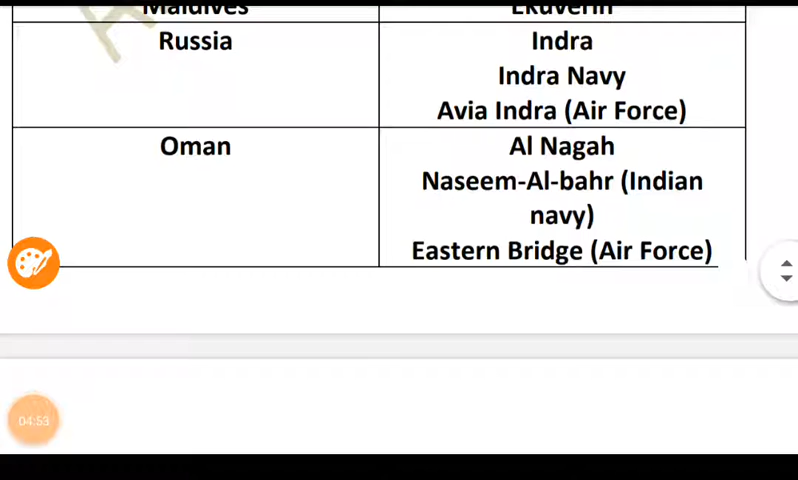 Maldives
Ekuverin
Russia
Indra
Indra Navy
Avia Indra (Air Force)
Oman
Al Nagah
Naseem-Al-bahr (Indian
navy)
Eastern Bridge (Air Force)
04:53